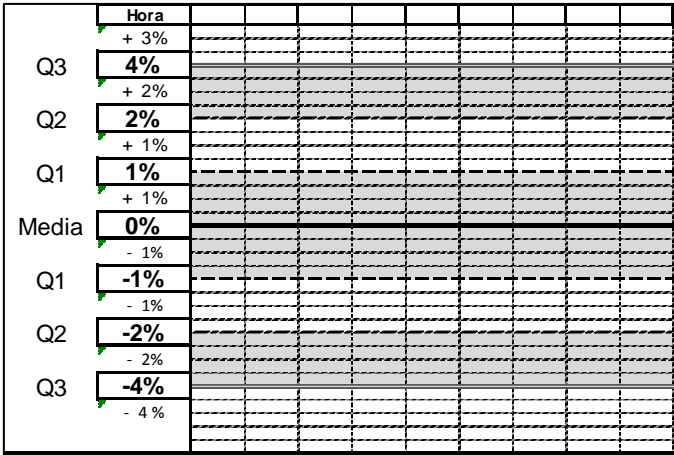 Hora
+ 3%
Q3 4%
+ 2%
Q2 2%
+ 1%
Q1 1%
+ 1%
Media 0%
- 1%
Q1 -1%
- 1%
Q2 -2%
- 2%
Q3 -4%
- 4%